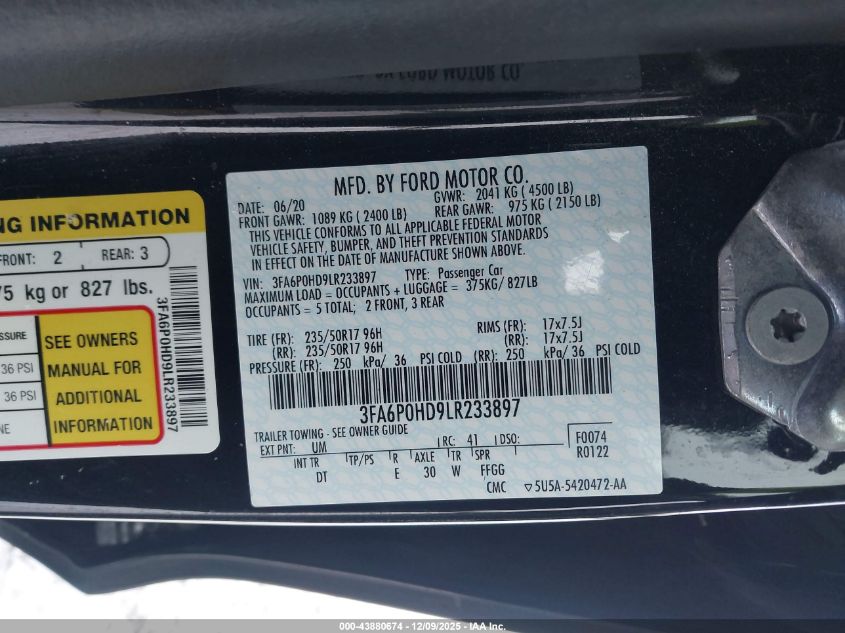 MFD. BY FORD MOTOR CO.
DATE: 06/20
GVWR: 2041 KG ( 4500 LB)
FRONT GAWR: 1089 KG ( 2400 LB)
REAR GAWR: 975 KG ( 2150 LB)
THIS VEHICLE CONFORMS TO ALL APPLICABLE FEDERAL MOTOR
VEHICLE SAFETY, BUMPER, AND THEFT PREVENTION STANDARDS
IN EFFECT ON THE DATE OF MANUFACTURE SHOWN ABOVE.
VIN: 3FA6P0HD9LR233897 TYPE: Passenger Car
MAXIMUM LOAD = OCCUPANTS + LUGGAGE = 375KG/ 827LB
OCCUPANTS = 5 TOTAL; 2 FRONT, 3 REAR
TIRE (FR): 235/50R17 96H RIMS (FR): 17x7.5J
(RR): 235/50R17 96H (RR): 17x7.5J
PRESSURE (FR): 250 kPa/ 36 PSI COLD (RR): 250 kPa/ 36 PSI COLD
3FA6P0HD9LR233897
TRAILER TOWING - SEE OWNER GUIDE
EXT PNT: UM RC: 41 DSO: F0074
INT TR TP/PS R AXLE TR SPR R0122
DT E 30 W FFGG
CMC ▽5U5A-5420472-AA
INFORMATION
FRONT: 2 REAR: 3
kg or 827 lbs.
36 PSI
36 PSI
SEE OWNERS
MANUAL FOR
ADDITIONAL
INFORMATION
3FA6P0HD9LR233897
000-43880674 - 12/09/2025 - IAA Inc.